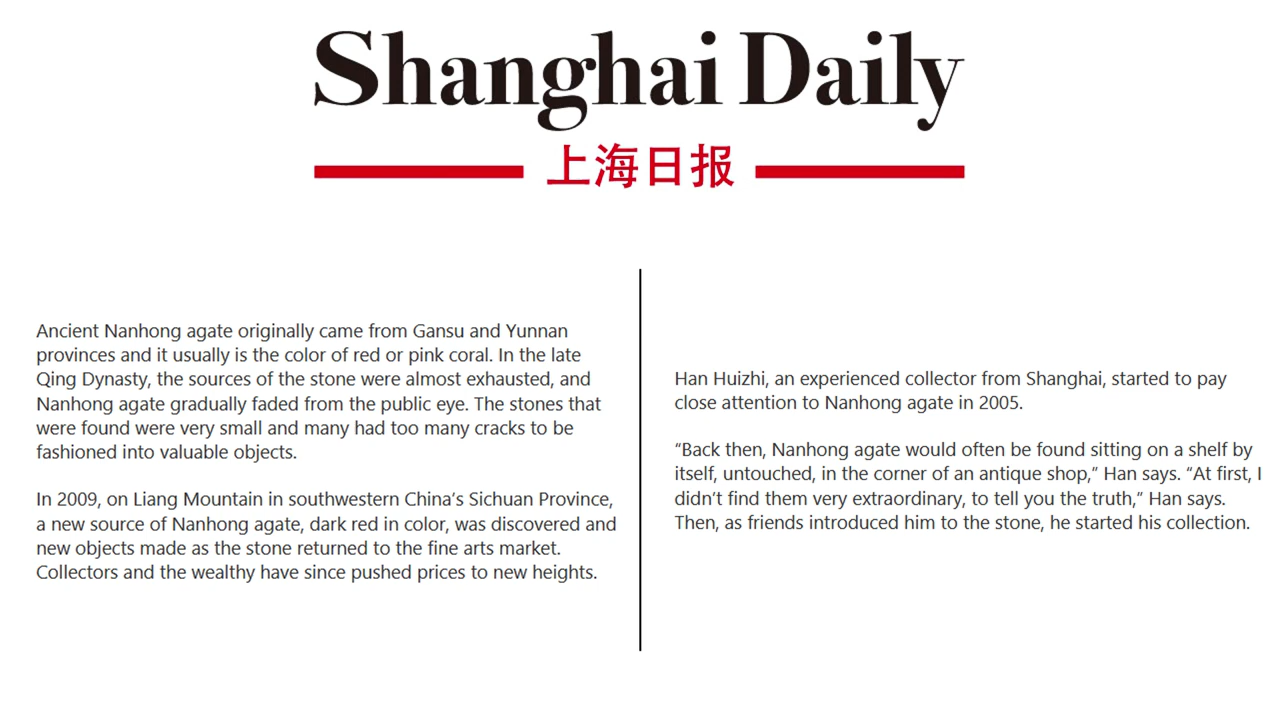 Shanghai Daily
上海日报
Ancient Nanhong agate originally came from Gansu and Yunnan
provinces and it usually is the color of red or pink coral. In the late
Qing Dynasty, the sources of the stone were almost exhausted, and
Nanhong agate gradually faded from the public eye. The stones that
were found were very small and many had too many cracks to be
fashioned into valuable objects.
In 2009, on Liang Mountain in southwestern China’s Sichuan Province,
a new source of Nanhong agate, dark red in color, was discovered and
new objects made as the stone returned to the fine arts market.
Collectors and the wealthy have since pushed prices to new heights.
Han Huizhi, an experienced collector from Shanghai, started to pay
close attention to Nanhong agate in 2005.
“Back then, Nanhong agate would often be found sitting on a shelf by
itself, untouched, in the corner of an antique shop,” Han says. “At first, I
didn’t find them very extraordinary, to tell you the truth,” Han says.
Then, as friends introduced him to the stone, he started his collection.